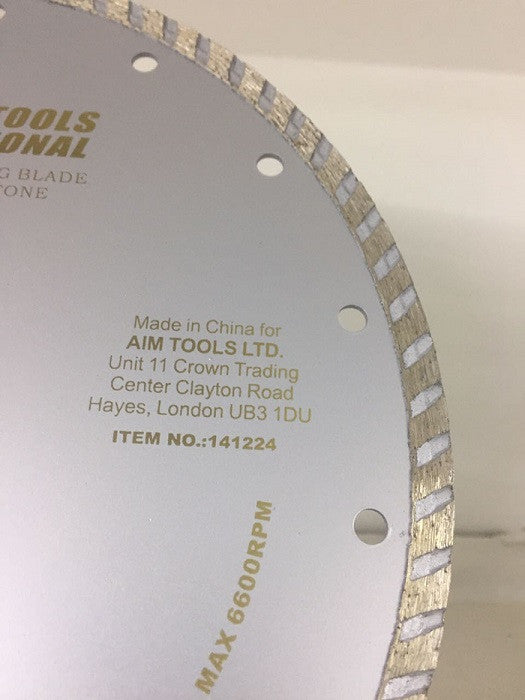 TOOLS
IONAL
G BLADE
TONE
Made in China for
AIM TOOLS LTD.
Unit 11 Crown Trading
Center Clayton Road
Hayes, London UB3 1DU
ITEM NO.:141224
MAX 6600RPM